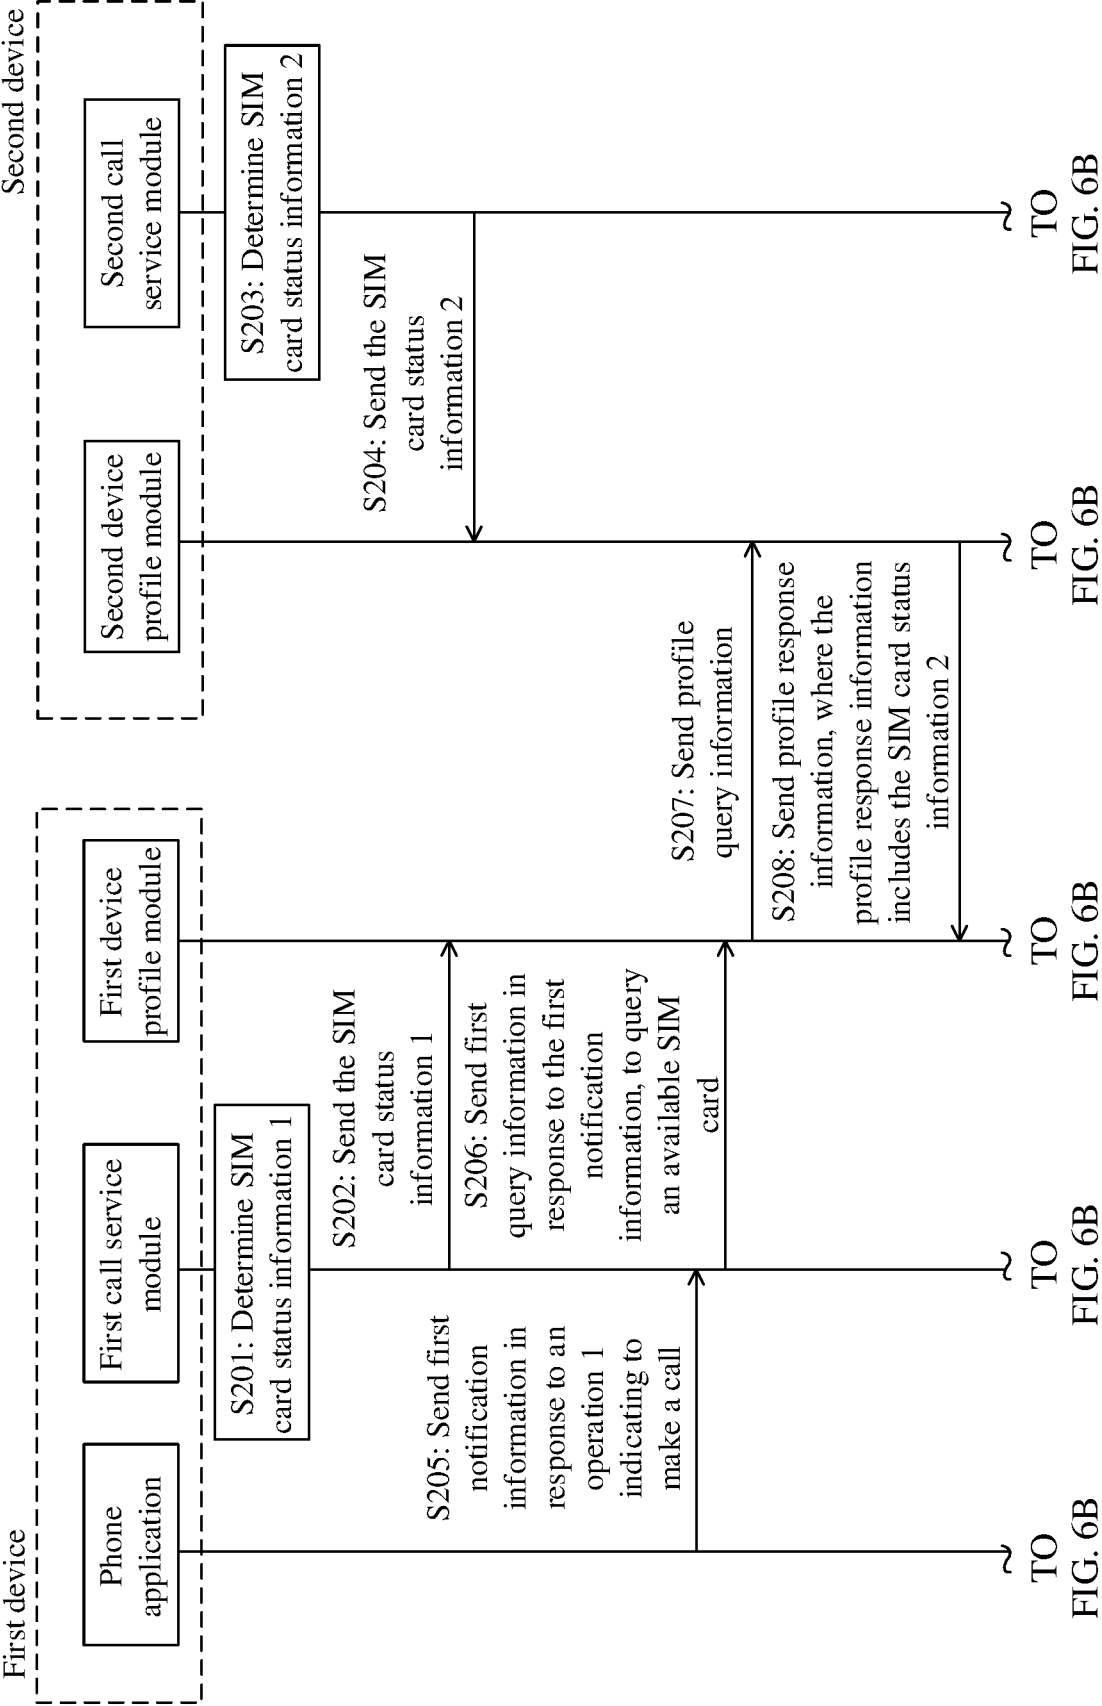 First device
Second device
Phone
application
First call service
module
First device
profile module
Second device
profile module
Second call
service module
S201: Determine SIM
card status information 1
S203: Determine SIM
card status information 2
S202: Send the SIM
card status
information 1
S204: Send the SIM
card status
information 2
S205: Send first
notification
information in
response to an
operation 1
indicating to
make a call
S206: Send first
query information in
response to the first
notification
information, to query
an available SIM
card
S207: Send profile
query information
S208: Send profile response
information, where the
profile response information
includes the SIM card status
information 2
TO
FIG. 6B
TO
FIG. 6B
TO
FIG. 6B
TO
FIG. 6B
TO
FIG. 6B